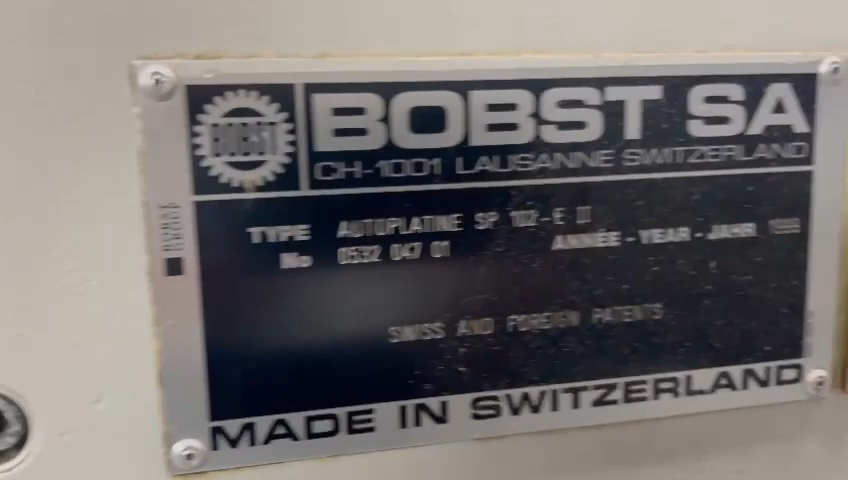 BOBST
BOBST SA
CH-1001 LAUSANNE SWITZERLAND
TYPE AUTOPLATINE SP 102-E II
No 0532 047 01 ANNÉE - YEAR - JAHR
SWISS AND FOREIGN PATENTS
MADE IN SWITZERLAND